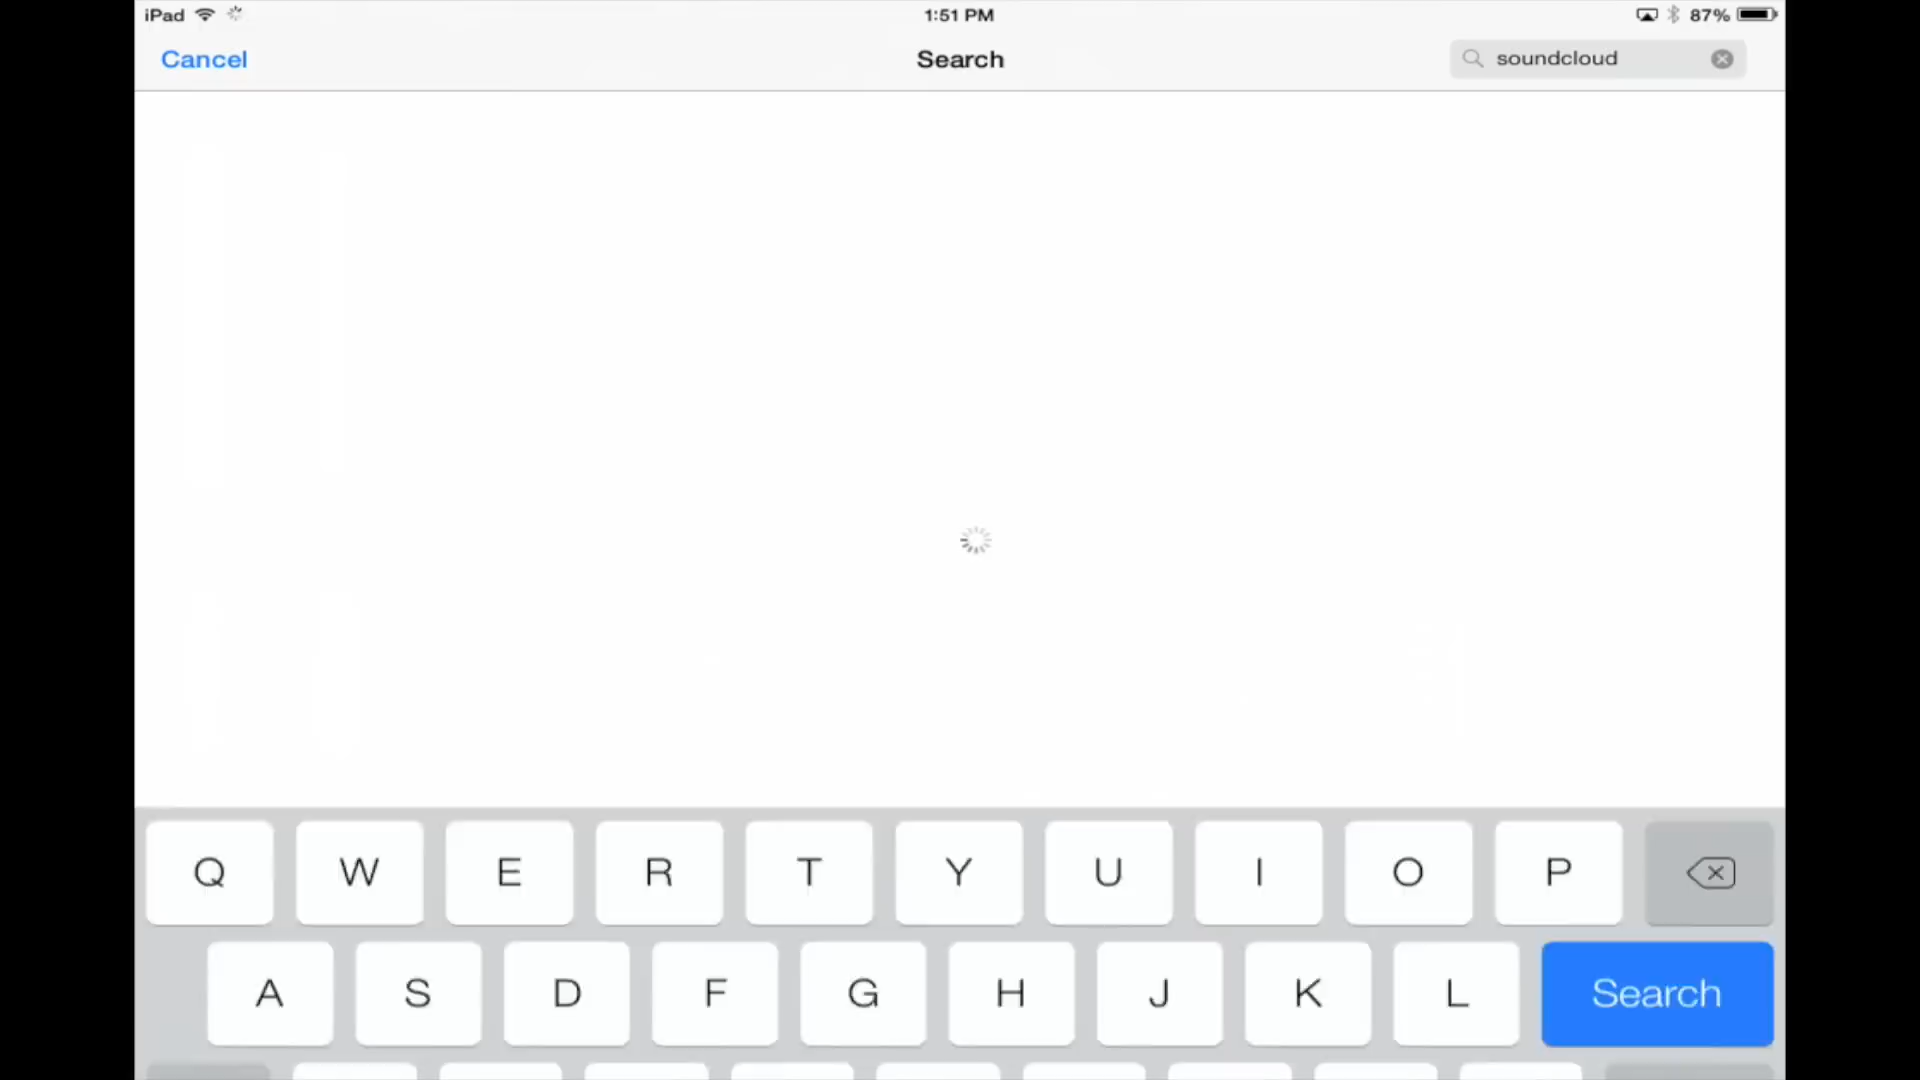 iPad 1:51 PM 87%
Cancel Search soundcloud
Q W E R T Y U I O P
A S D F G H J K L Search